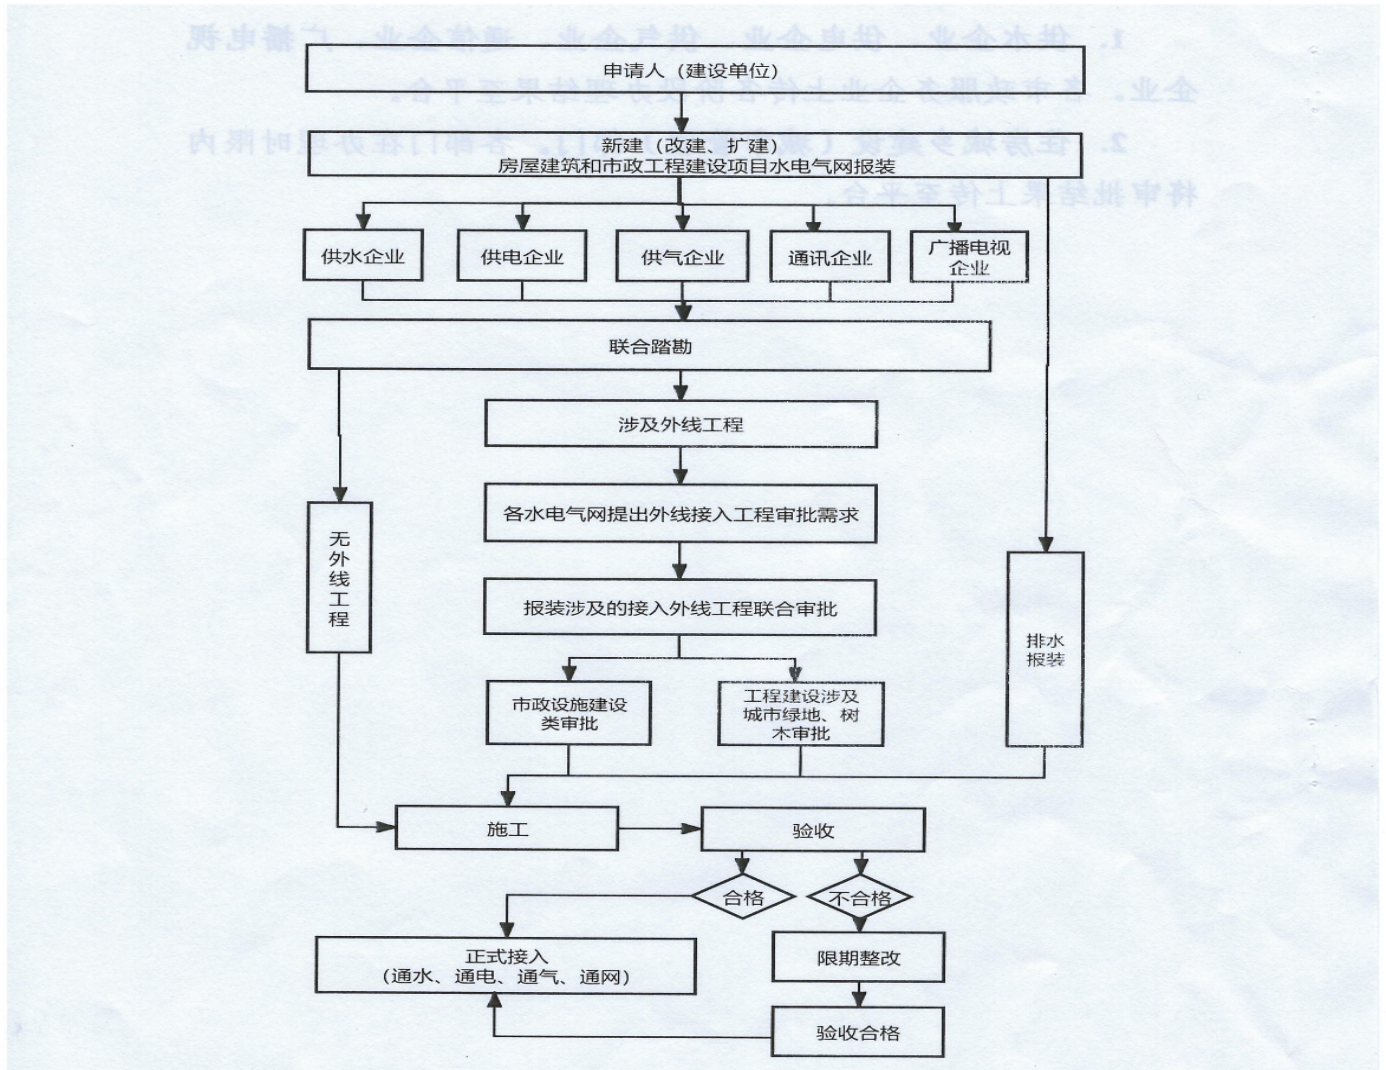 申请人（建设单位）
新建（改建、扩建）
房屋建筑和市政工程建设项目水电气网报装
供水企业
供电企业
供气企业
通讯企业
广播电视
企业
联合踏勘
涉及外线工程
各水电气网提出外线接入工程审批需求
无
外
线
工
程
报装涉及的接入外线工程联合审批
排水
报装
市政设施建设
类审批
工程建设涉及
城市绿地、树
木审批
施工
验收
合格
不合格
正式接入
（通水、通电、通气、通网）
限期整改
验收合格